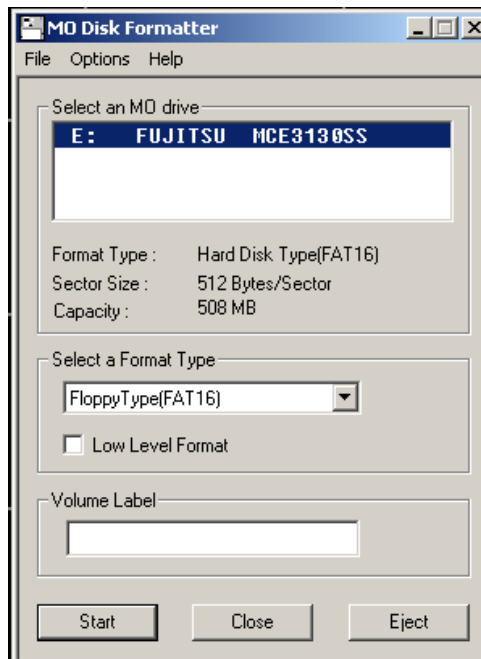 MO Disk Formatter
File Options Help
Select an MO drive
E: FUJITSU MCE3130SS
Format Type : Hard Disk Type(FAT16)
Sector Size : 512 Bytes/Sector
Capacity : 508 MB
Select a Format Type
FloppyType(FAT16)
Low Level Format
Volume Label
Start Close Eject